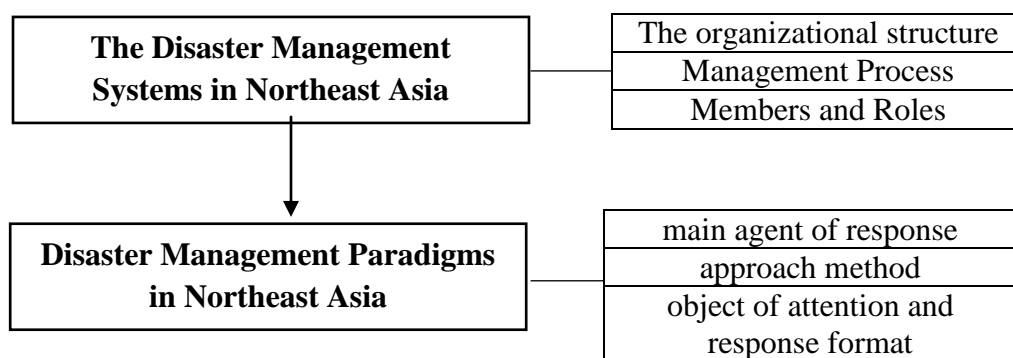 The Disaster Management
Systems in Northeast Asia
The organizational structure
Management Process
Members and Roles
Disaster Management Paradigms
in Northeast Asia
main agent of response
approach method
object of attention and
response format